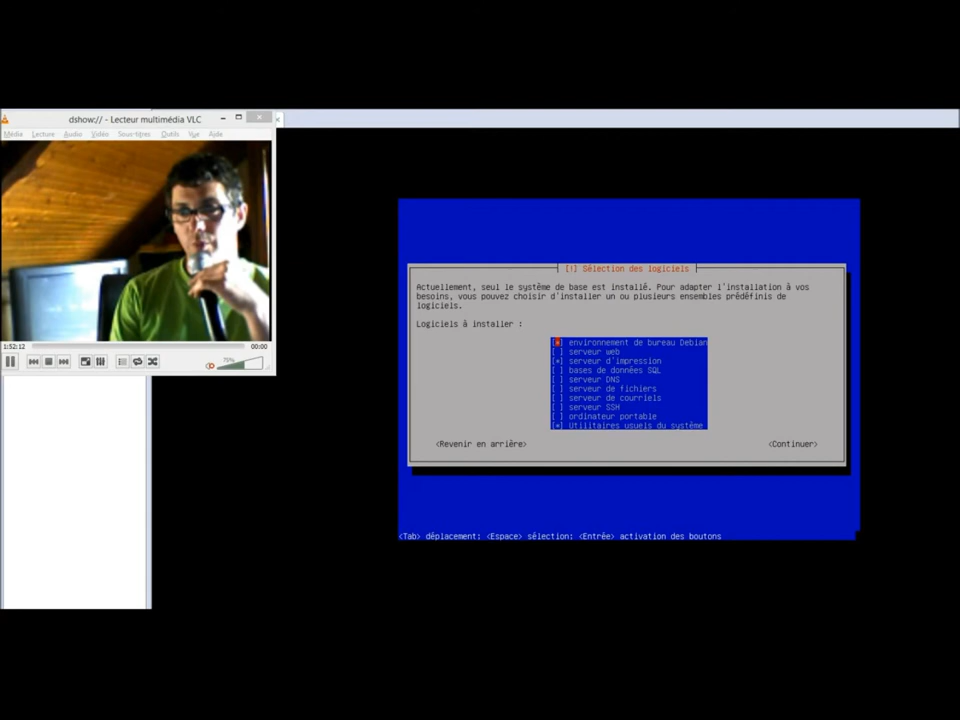 dshow:// - Lecteur multimédia VLC
Média Lecture Audio Vidéo Sous-titres Outils Vue Aide
1:52:12 00:00
75%
[!] Sélection des logiciels
Actuellement, seul le système de base est installé. Pour adapter l'installation à vos
besoins, vous pouvez choisir d'installer un ou plusieurs ensembles prédéfinis de
logiciels.
Logiciels à installer :
[*] environnement de bureau Debian
[ ] serveur web
[*] serveur d'impression
[ ] bases de données SQL
[ ] serveur DNS
[ ] serveur de fichiers
[ ] serveur de courriels
[ ] serveur SSH
[ ] ordinateur portable
[*] Utilitaires usuels du système
<Revenir en arrière> <Continuer>
<Tab> déplacement; <Espace> sélection; <Entrée> activation des boutons